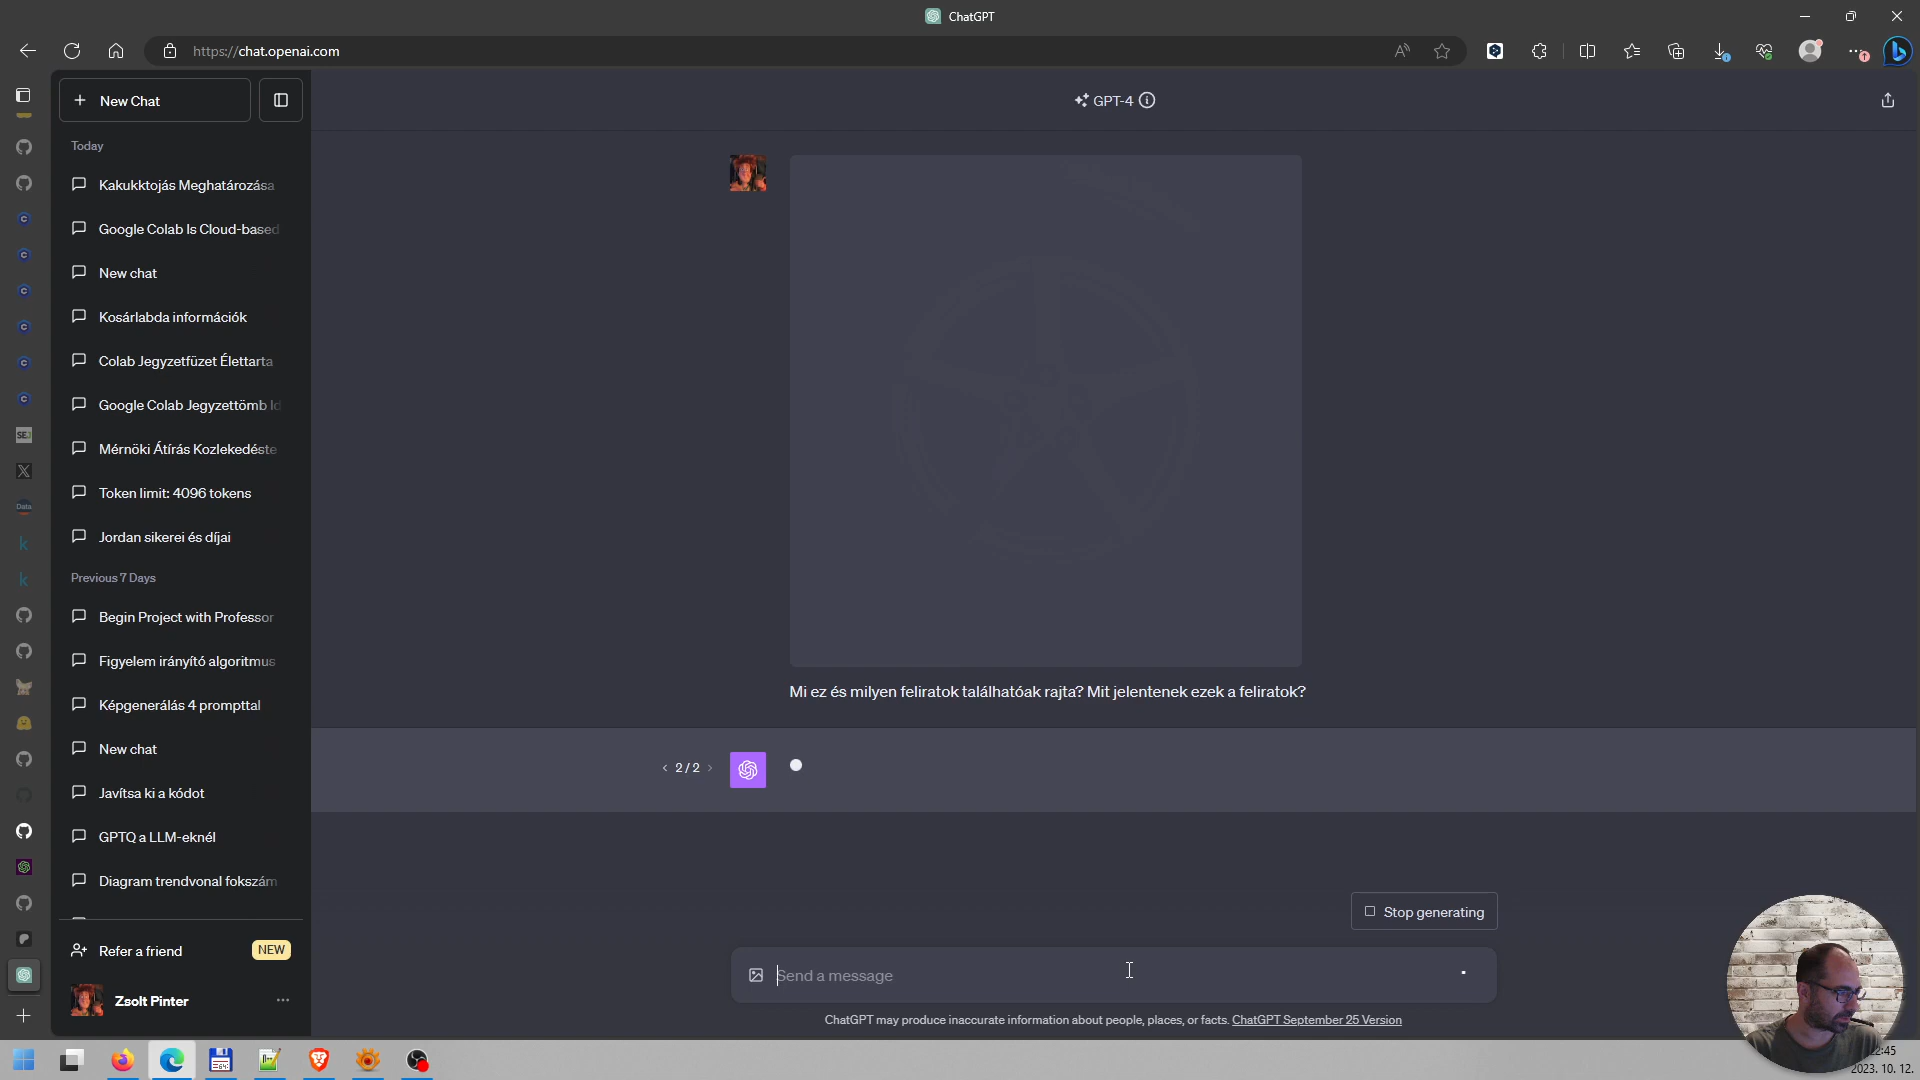 ChatGPT
https://chat.openai.com
New Chat
GPT-4
Today
Kakukktojás Meghatározása
Google Colab Is Cloud-based
New chat
Kosárlabda információk
Colab Jegyzetfüzet Élettarta
Google Colab Jegyzettömb Id
Mérnöki Átírás Kozlekedéste
Token limit: 4096 tokens
Jordan sikerei és díjai
Previous 7 Days
Begin Project with Professor
Figyelem irányító algoritmus
Képgenerálás 4 prompttal
New chat
Javítsa ki a kódot
GPTQ a LLM-eknél
Diagram trendvonal fokszám
Refer a friend
NEW
Zsolt Pinter
Mi ez és milyen feliratok találhatóak rajta? Mit jelentenek ezek a feliratok?
2 / 2
Stop generating
Send a message
ChatGPT may produce inaccurate information about people, places, or facts. ChatGPT September 25 Version
2:45
2023. 10. 12.